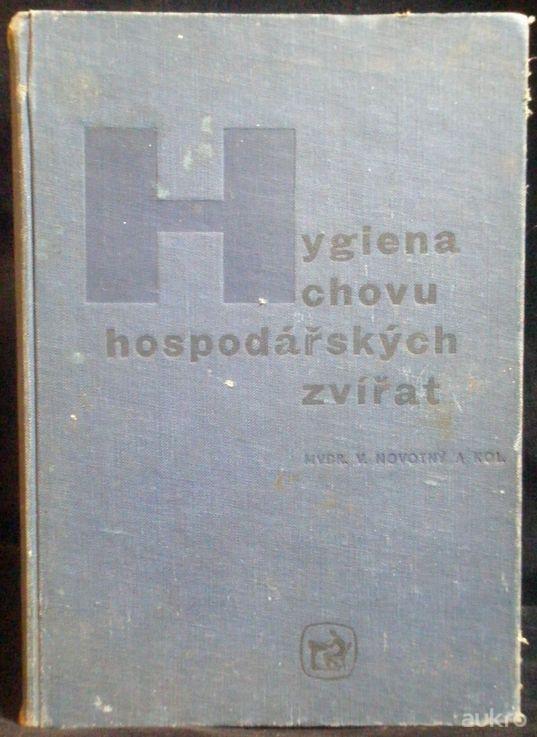 Hygiena
chovu
hospodářských
zvířat
MVDR. V. NOVOTNÝ A KOL.
aukro